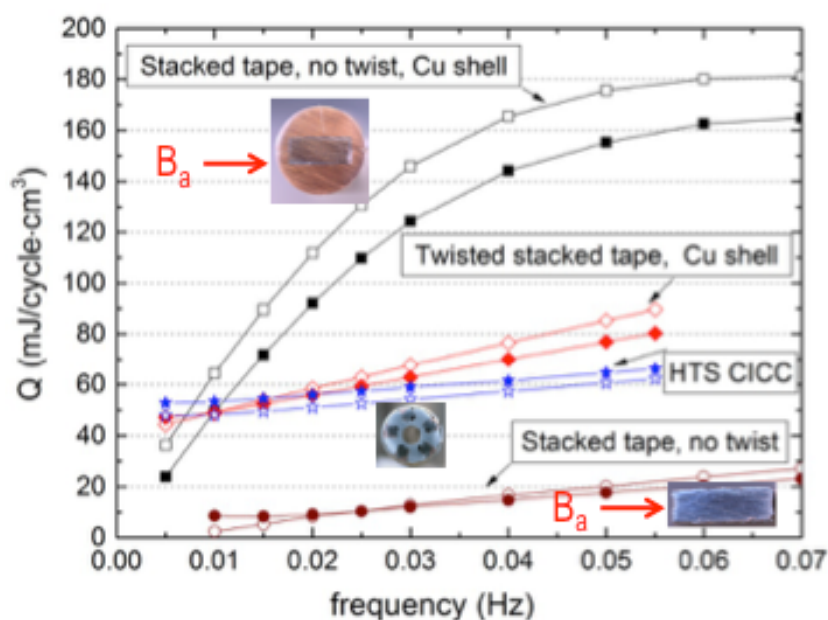 200
180
160
140
120
100
80
60
40
20
0
Q (mJ/cycle·cm³)
Stacked tape, no twist, Cu shell
Bₐ
Twisted stacked tape, Cu shell
HTS CICC
Stacked tape, no twist
Bₐ
0.00 0.01 0.02 0.03 0.04 0.05 0.06 0.07
frequency (Hz)